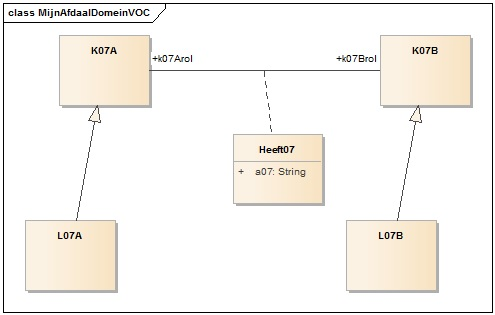 class MijnAfdaalDomeinVOC
K07A
K07B
+k07Arol
+k07Brol
Heeft07
+ a07: String
L07A
L07B